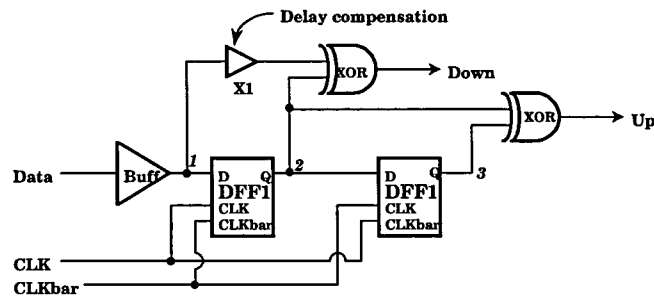 Delay compensation
XOR
Down
X1
XOR
Up
1
2
3
Data
Buff
D
Q
DFF1
CLK
CLKbar
D
Q
DFF1
CLK
CLKbar
CLK
CLKbar